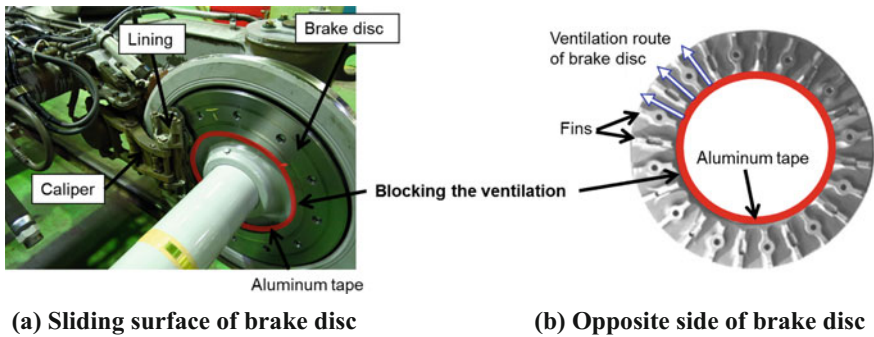 Lining
Brake disc
Caliper
Blocking the ventilation
Aluminum tape
(a) Sliding surface of brake disc
Ventilation route
of brake disc
Fins
Aluminum tape
(b) Opposite side of brake disc